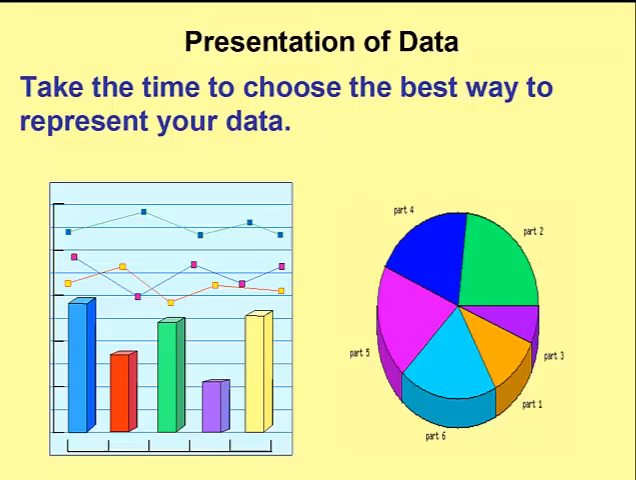 Presentation of Data
Take the time to choose the best way to
represent your data.
part 4
part 2
part 5
part 3
part 1
part 6